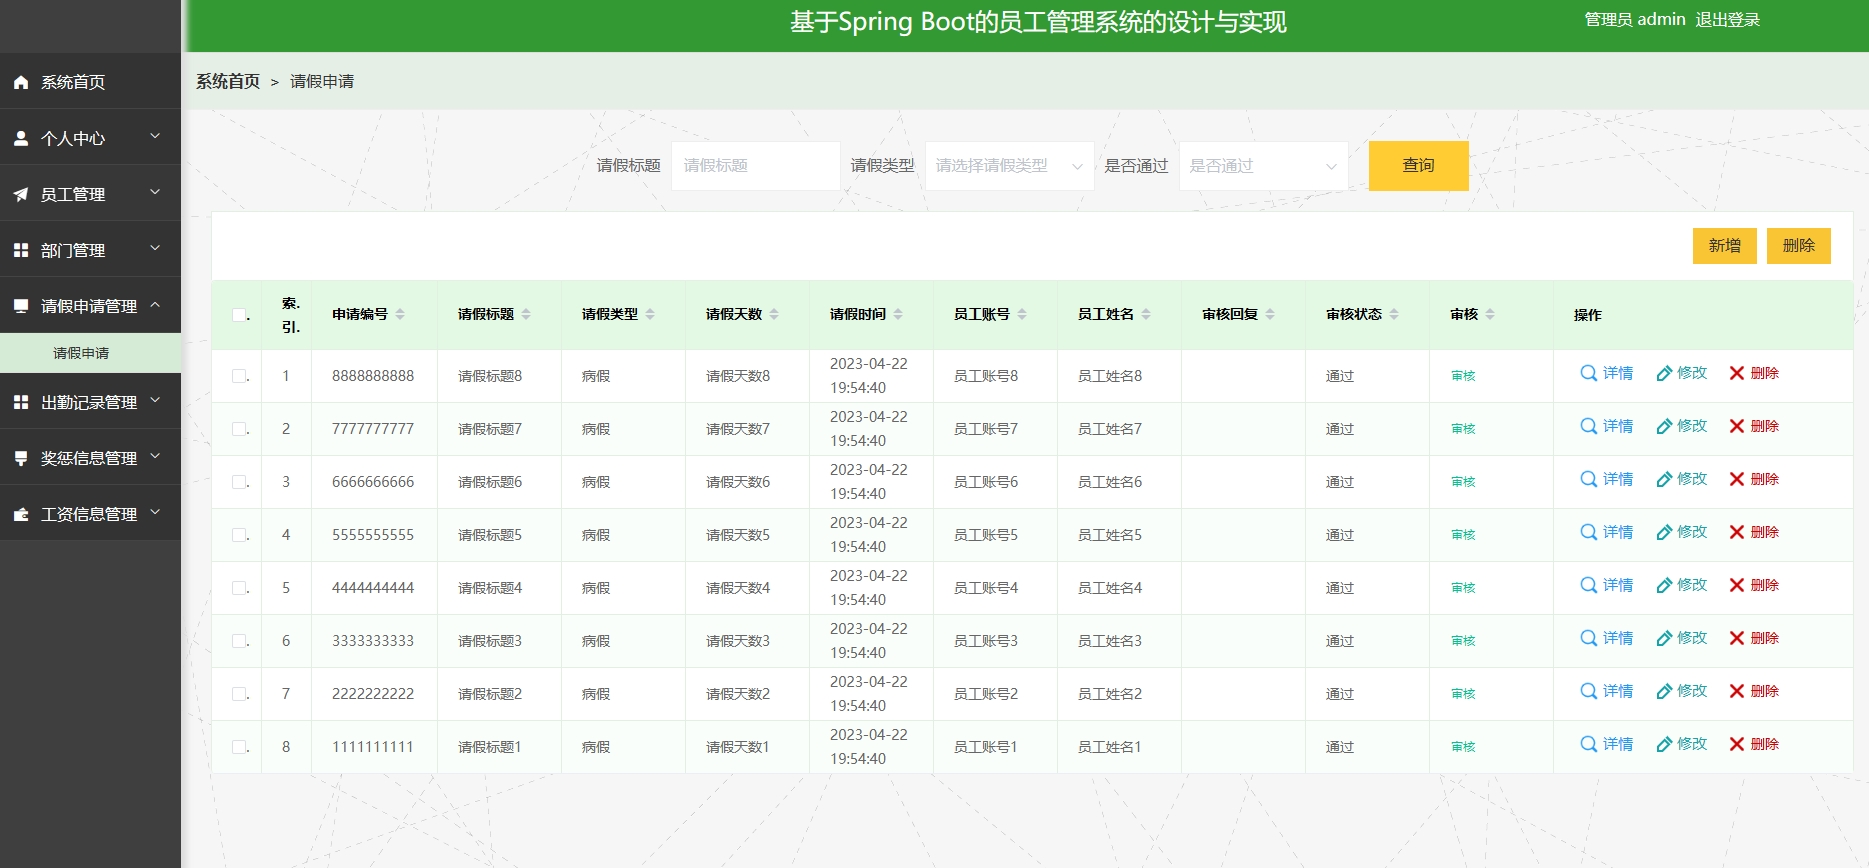 基于Spring Boot的员工管理系统的设计与实现
管理员 admin 退出登录
系统首页
个人中心
员工管理
部门管理
请假申请管理
请假申请
出勤记录管理
奖惩信息管理
工资信息管理
系统首页 > 请假申请
请假标题 请假标题 请假类型 请选择请假类型 是否通过 是否通过 查询
新增 删除
索.引. 申请编号 请假标题 请假类型 请假天数 请假时间 员工账号 员工姓名 审核回复 审核状态 审核 操作
1 8888888888 请假标题8 病假 请假天数8 2023-04-22 19:54:40 员工账号8 员工姓名8 通过 审核 详情 修改 删除
2 7777777777 请假标题7 病假 请假天数7 2023-04-22 19:54:40 员工账号7 员工姓名7 通过 审核 详情 修改 删除
3 6666666666 请假标题6 病假 请假天数6 2023-04-22 19:54:40 员工账号6 员工姓名6 通过 审核 详情 修改 删除
4 5555555555 请假标题5 病假 请假天数5 2023-04-22 19:54:40 员工账号5 员工姓名5 通过 审核 详情 修改 删除
5 4444444444 请假标题4 病假 请假天数4 2023-04-22 19:54:40 员工账号4 员工姓名4 通过 审核 详情 修改 删除
6 3333333333 请假标题3 病假 请假天数3 2023-04-22 19:54:40 员工账号3 员工姓名3 通过 审核 详情 修改 删除
7 2222222222 请假标题2 病假 请假天数2 2023-04-22 19:54:40 员工账号2 员工姓名2 通过 审核 详情 修改 删除
8 1111111111 请假标题1 病假 请假天数1 2023-04-22 19:54:40 员工账号1 员工姓名1 通过 审核 详情 修改 删除